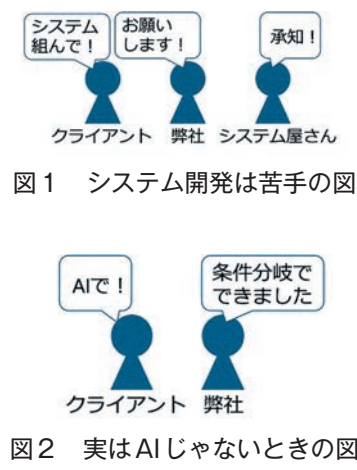 システム
組んで！
お願い
します！
承知！
クライアント 弊社 システム屋さん
図1 システム開発は苦手の図
AIで！
条件分岐で
できました
クライアント 弊社
図2 実はAIじゃないときの図